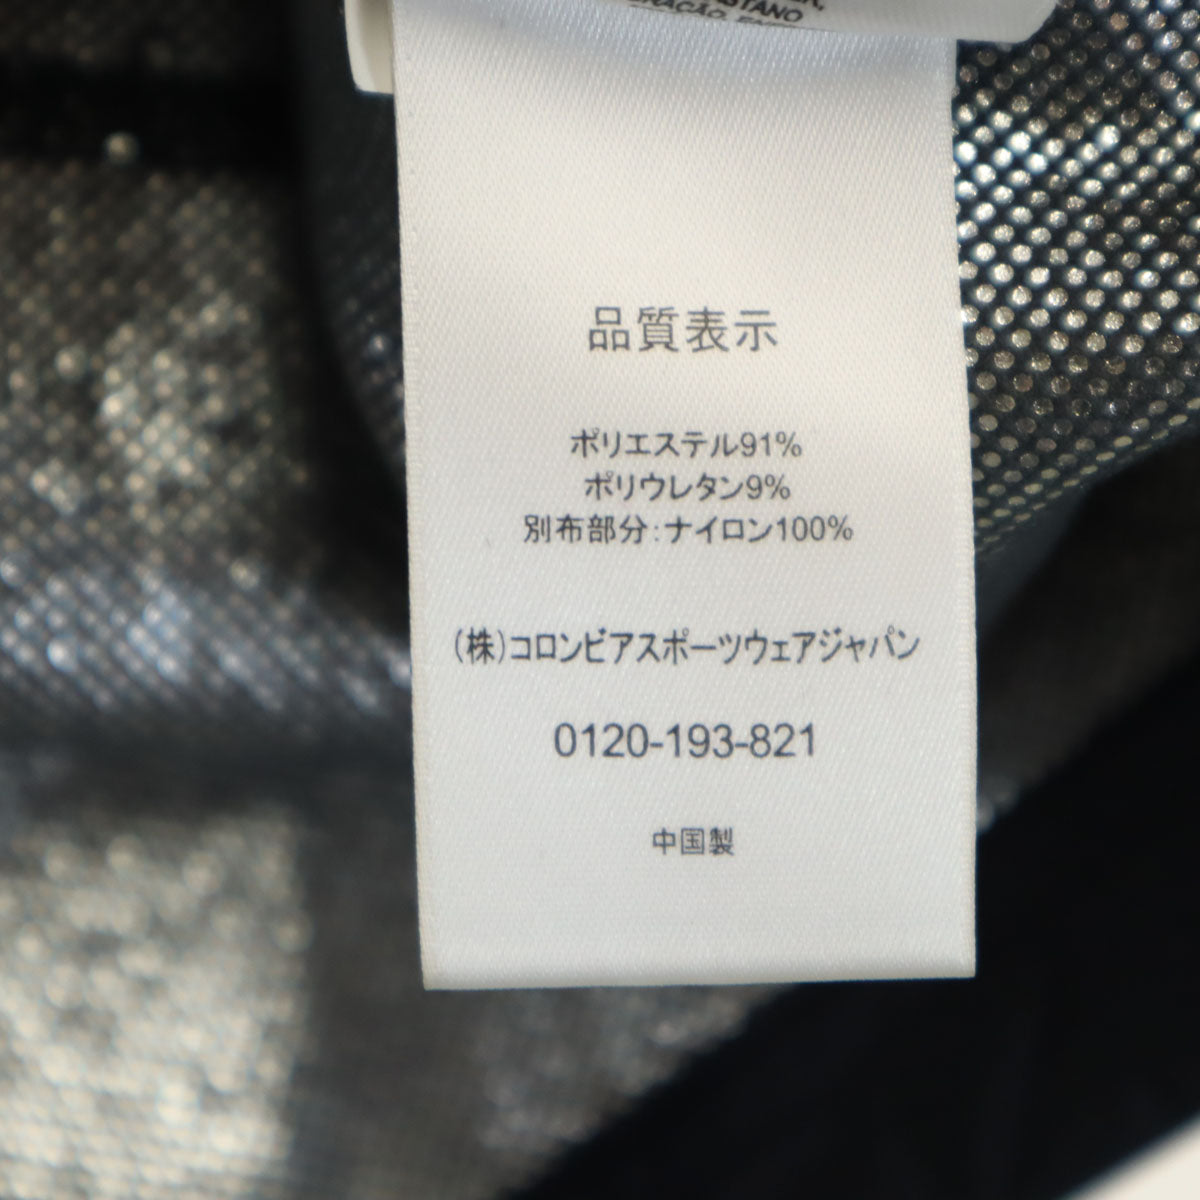 品質表示
ポリエステル91%
ポリウレタン9%
別布部分:ナイロン100%
(株)コロンビアスポーツウェアジャパン
0120-193-821
中国製